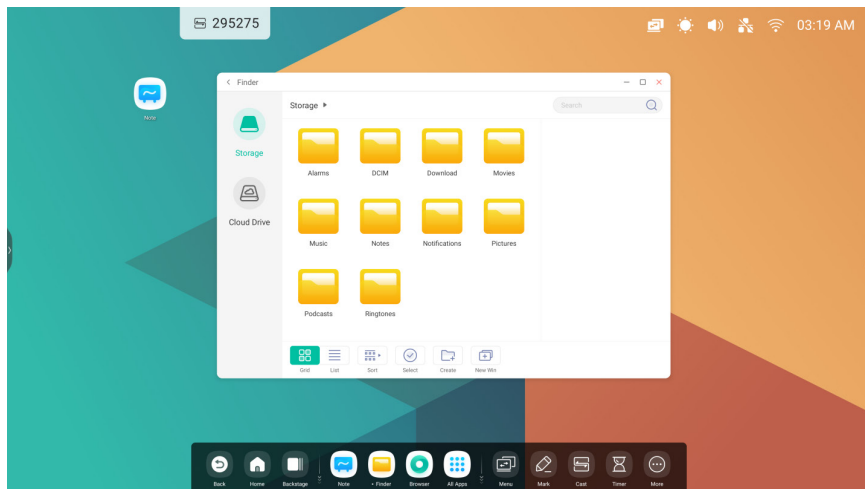 295275
03:19 AM
Note
Finder
Storage
Search
Storage
Cloud Drive
Alarms
DCIM
Download
Movies
Music
Notes
Notifications
Pictures
Podcasts
Ringtones
Grid
List
Sort
Select
Create
New Win
Back
Home
Backstage
Note
• Finder
Browser
All Apps
Menu
Mark
Cast
Timer
More